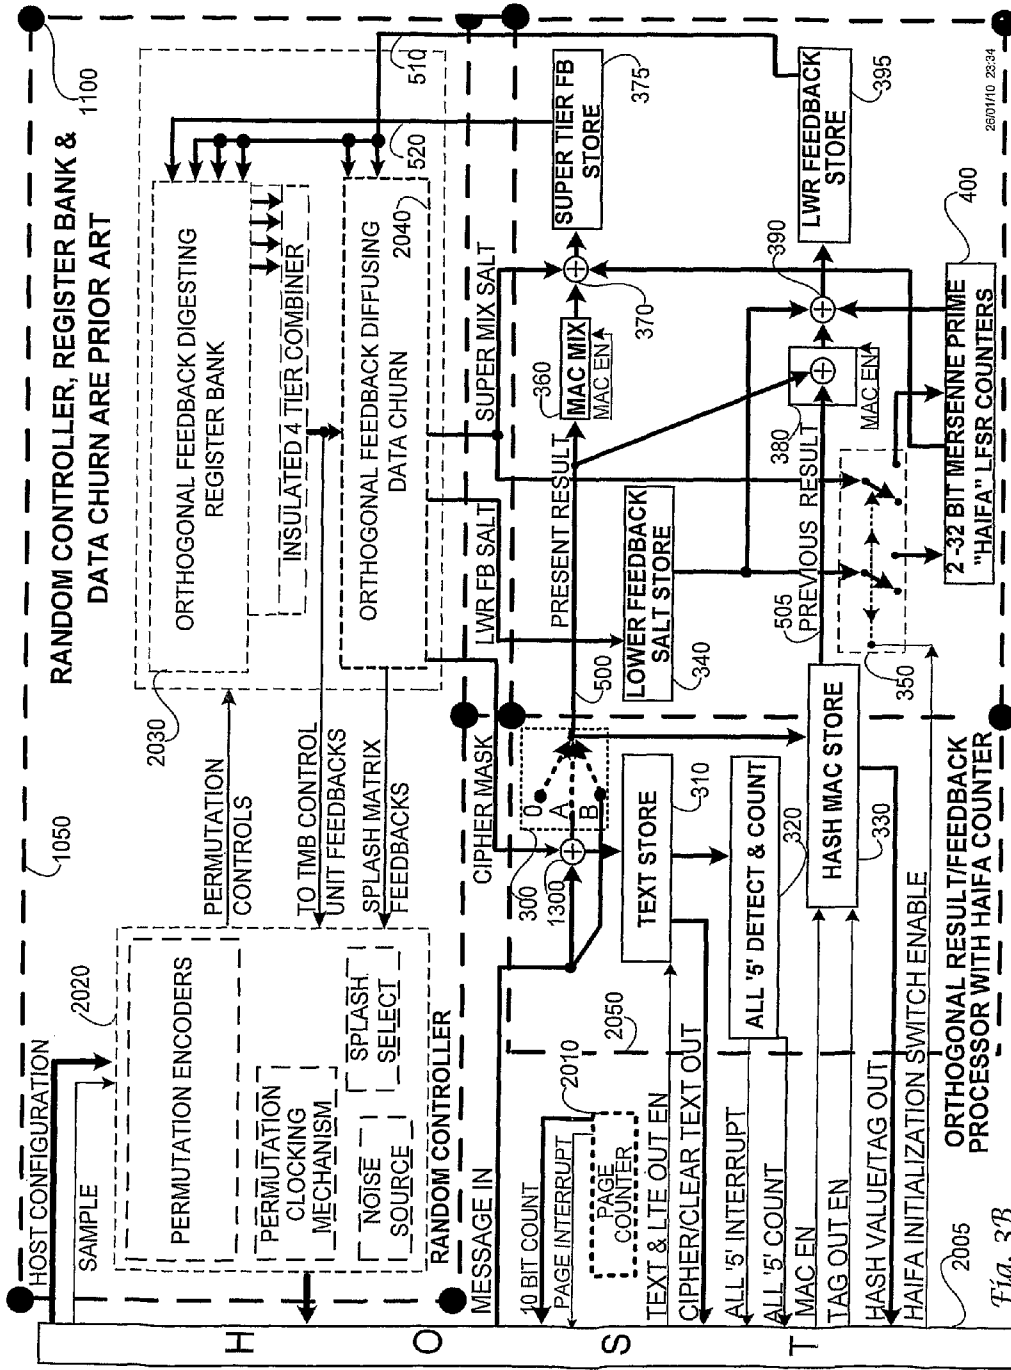 RANDOM CONTROLLER, REGISTER BANK &
DATA CHURN ARE PRIOR ART
1050
1100
HOST CONFIGURATION
SAMPLE
2020
PERMUTATION ENCODERS
PERMUTATION
CLOCKING
MECHANISM
NOISE
SOURCE
SPLASH
SELECT
RANDOM CONTROLLER
PERMUTATION
CONTROLS
TO TMB CONTROL
UNIT FEEDBACKS
SPLASH MATRIX
FEEDBACKS
2030
ORTHOGONAL FEEDBACK DIGESTING
REGISTER BANK
INSULATED 4 TIER COMBINER
ORTHOGONAL FEEDBACK DIFFUSING
DATA CHURN
2040
510
520
MESSAGE IN
CIPHER MASK
LWR FB SALT
SUPER MIX SALT
10 BIT COUNT
PAGE INTERRUPT
2010
PAGE
COUNTER
2050
300
1300
0
A
B
PRESENT RESULT
500
360
MAC MIX
MAC EN
370
SUPER TIER FB
STORE
375
TEXT & LTE OUT EN
CIPHER/CLEAR TEXT OUT
TEXT STORE
310
LOWER FEEDBACK
SALT STORE
340
ALL '5' INTERRUPT
ALL '5' COUNT
ALL '5' DETECT & COUNT
320
380
MAC EN
390
LWR FEEDBACK
STORE
395
MAC EN
TAG OUT EN
HASH VALUE/TAG OUT
HASH MAC STORE
330
505
PREVIOUS RESULT
350
HAIFA INITIALIZATION SWITCH ENABLE
2 -32 BIT MERSENNE PRIME
"HAIFA" LFSR COUNTERS
400
ORTHOGONAL RESULT/FEEDBACK
PROCESSOR WITH HAIFA COUNTER
HOST
2005
Fig. 3B
26/01/10 23:34